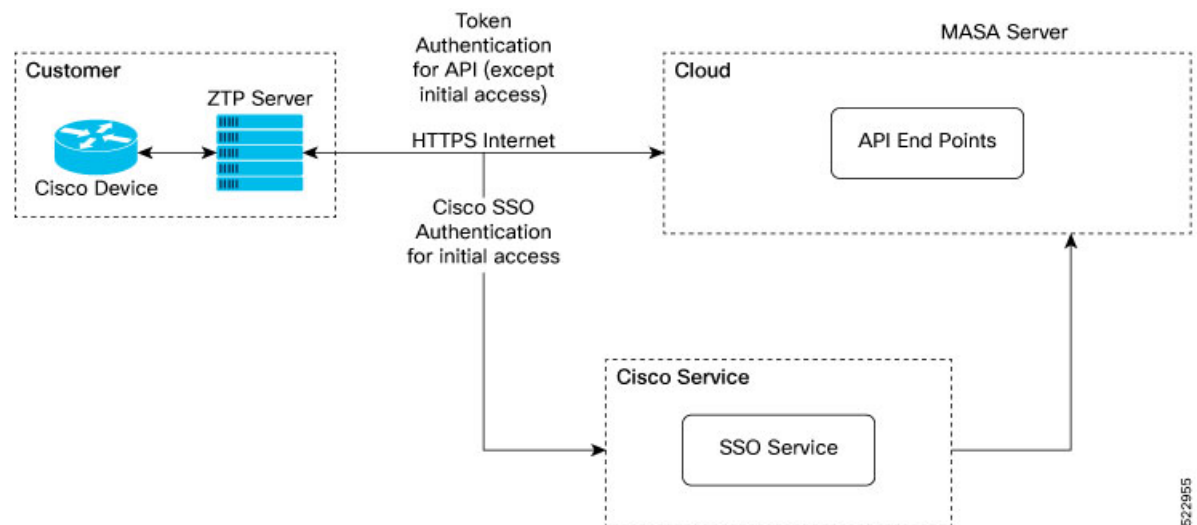 Token
Authentication
for API (except
initial access)
MASA Server
Customer
ZTP Server
Cisco Device
HTTPS Internet
Cloud
API End Points
Cisco SSO
Authentication
for initial access
Cisco Service
SSO Service
522955